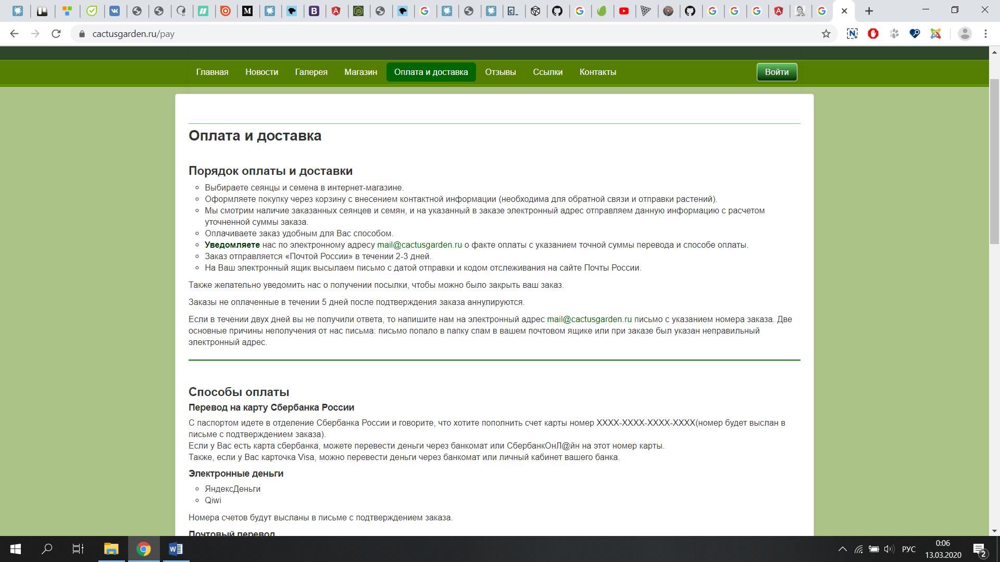 cactusgarden.ru/pay
Главная Новости Галерея Магазин Оплата и доставка Отзывы Ссылки Контакты Войти
Оплата и доставка
Порядок оплаты и доставки
Выбираете сеянцы и семена в интернет-магазине.
Оформляете покупку через корзину с внесением контактной информации (необходима для обратной связи и отправки растений).
Мы смотрим наличие заказанных сеянцев и семян, и на указанный в заказе электронный адрес отправляем данную информацию с расчетом
уточненной суммы заказа.
Оплачиваете заказ удобным для Вас способом.
Уведомляете нас по электронному адресу mail@cactusgarden.ru о факте оплаты с указанием точной суммы перевода и способе оплаты.
Заказ отправляется «Почтой России» в течении 2-3 дней.
На Ваш электронный ящик высылаем письмо с датой отправки и кодом отслеживания на сайте Почты России.
Также желательно уведомить нас о получении посылки, чтобы можно было закрыть ваш заказ.
Заказы не оплаченные в течении 5 дней после подтверждения заказа аннулируются.
Если в течении двух дней вы не получили ответа, то напишите нам на электронный адрес mail@cactusgarden.ru письмо с указанием номера заказа. Две
основные причины неполучения от нас письма: письмо попало в папку спам в вашем почтовом ящике или при заказе был указан неправильный
электронный адрес.
Способы оплаты
Перевод на карту Сбербанка России
С паспортом идете в отделение Сбербанка России и говорите, что хотите пополнить счет карты номер XXXX-XXXX-XXXX-XXXX(номер будет выслан в
письме с подтверждением заказа).
Если у Вас есть карта сбербанка, можете перевести деньги через банкомат или СбербанкОнЛ@йн на этот номер карты.
Также, если у Вас карточка Visa, можно перевести деньги через банкомат или личный кабинет вашего банка.
Электронные деньги
ЯндексДеньги
Qiwi
Номера счетов будут высланы в письме с подтверждением заказа.
Почтовый перевод
РУС
0:06
13.03.2020
2